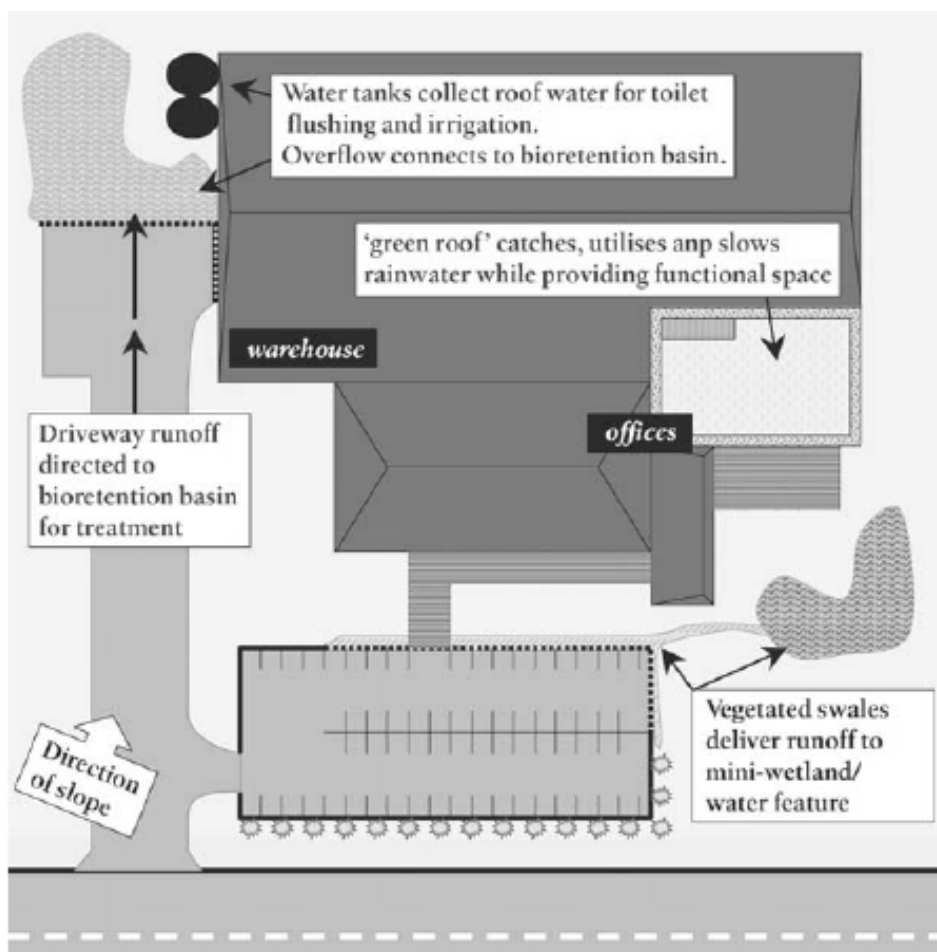 Water tanks collect roof water for toilet
flushing and irrigation.
Overflow connects to bioretention basin.
‘green roof’ catches, utilises anp slows
rainwater while providing functional space
warehouse
offices
Driveway runoff
directed to
bioretention basin
for treatment
Direction
of slope
Vegetated swales
deliver runoff to
mini-wetland/
water feature